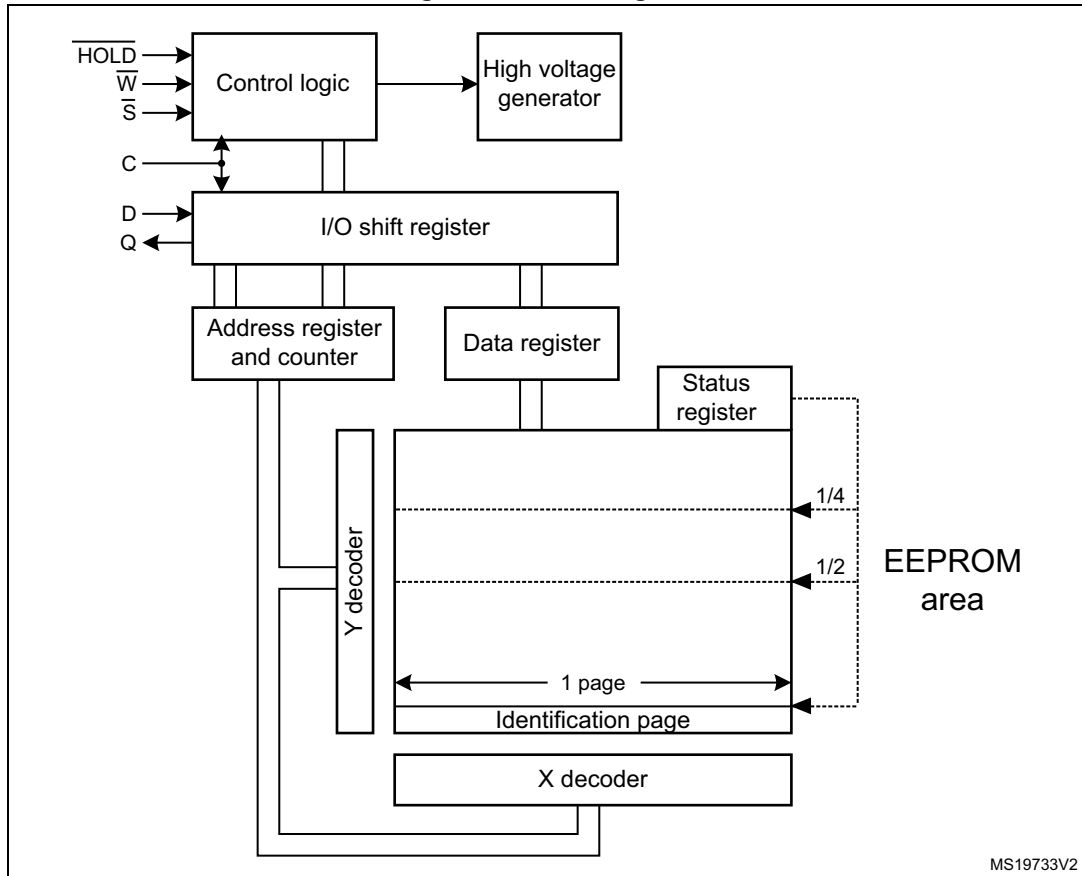 HOLD
W
S
C
D
Q
Control logic
High voltage
generator
I/O shift register
Address register
and counter
Data register
Status
register
1/4
1/2
EEPROM
area
Y decoder
1 page
Identification page
X decoder
MS19733V2